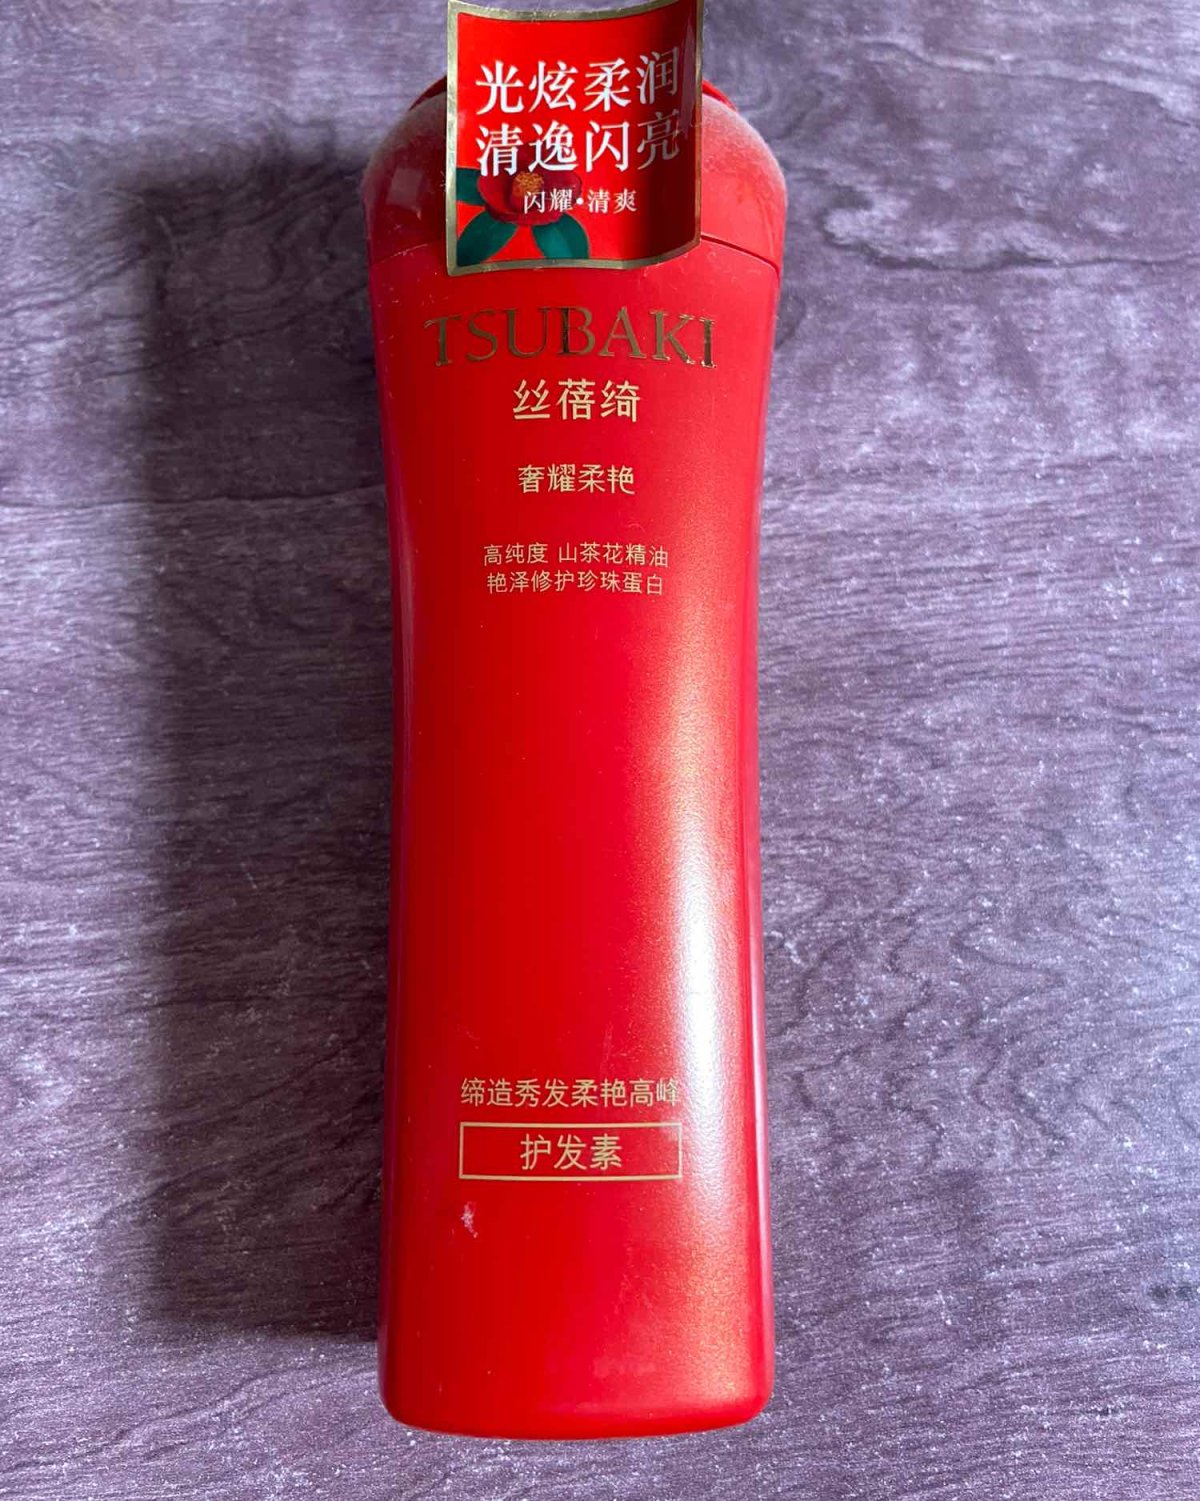 光炫柔润
清逸闪亮
闪耀·清爽
TSUBAKI
丝蓓绮
奢耀柔艳
高纯度 山茶花精油
艳泽修护珍珠蛋白
缔造秀发柔艳高峰
护发素